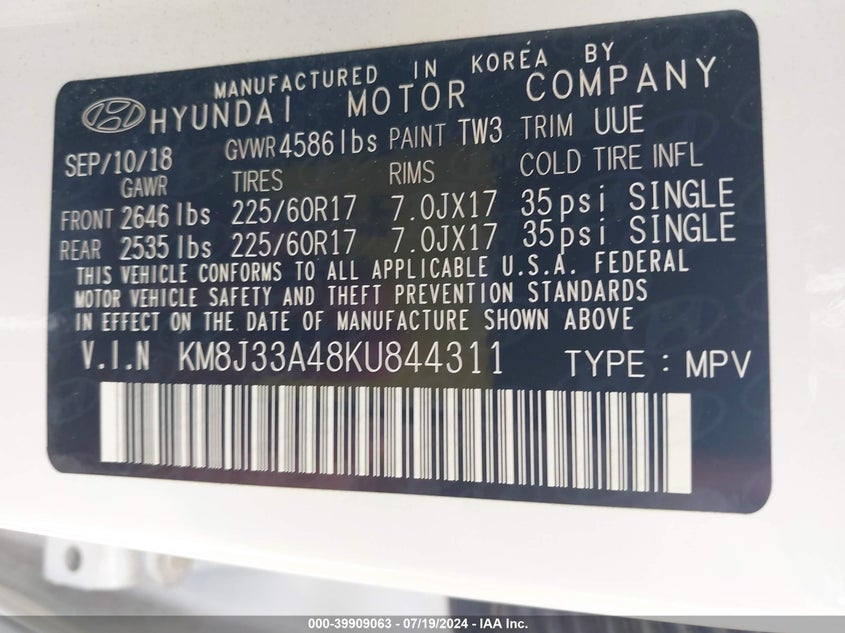 MANUFACTURED IN KOREA BY
HYUNDAI MOTOR COMPANY
SEP/10/18 GVWR 4586 lbs PAINT TW3 TRIM UUE
GAWR TIRES RIMS COLD TIRE INFL
FRONT 2646 lbs 225/60R17 7.0JX17 35psi SINGLE
REAR 2535 lbs 225/60R17 7.0JX17 35psi SINGLE
THIS VEHICLE CONFORMS TO ALL APPLICABLE U.S.A. FEDERAL
MOTOR VEHICLE SAFETY AND THEFT PREVENTION STANDARDS
IN EFFECT ON THE DATE OF MANUFACTURE SHOWN ABOVE
V.I.N KM8J33A48KU844311 TYPE : MPV
000-39909063 - 07/19/2024 - IAA Inc.